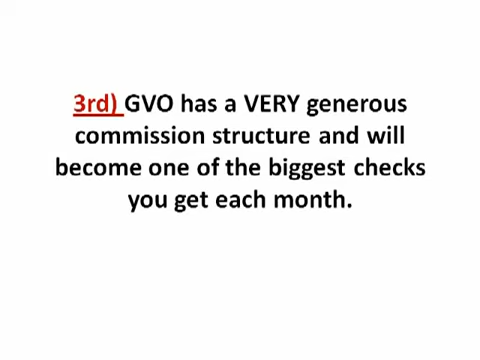 3rd) GVO has a VERY generous
commission structure and will
become one of the biggest checks
you get each month.